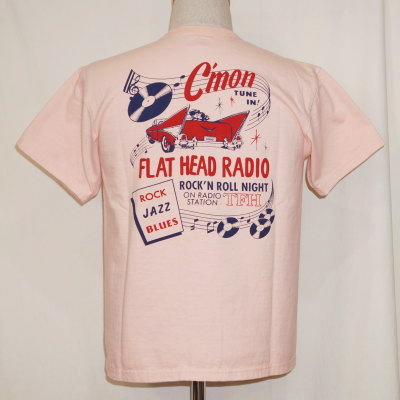 C'mon
TUNE
IN!
FLAT HEAD RADIO
ROCK'N ROLL NIGHT
ON RADIO
STATION TFH
ROCK
JAZZ
BLUES